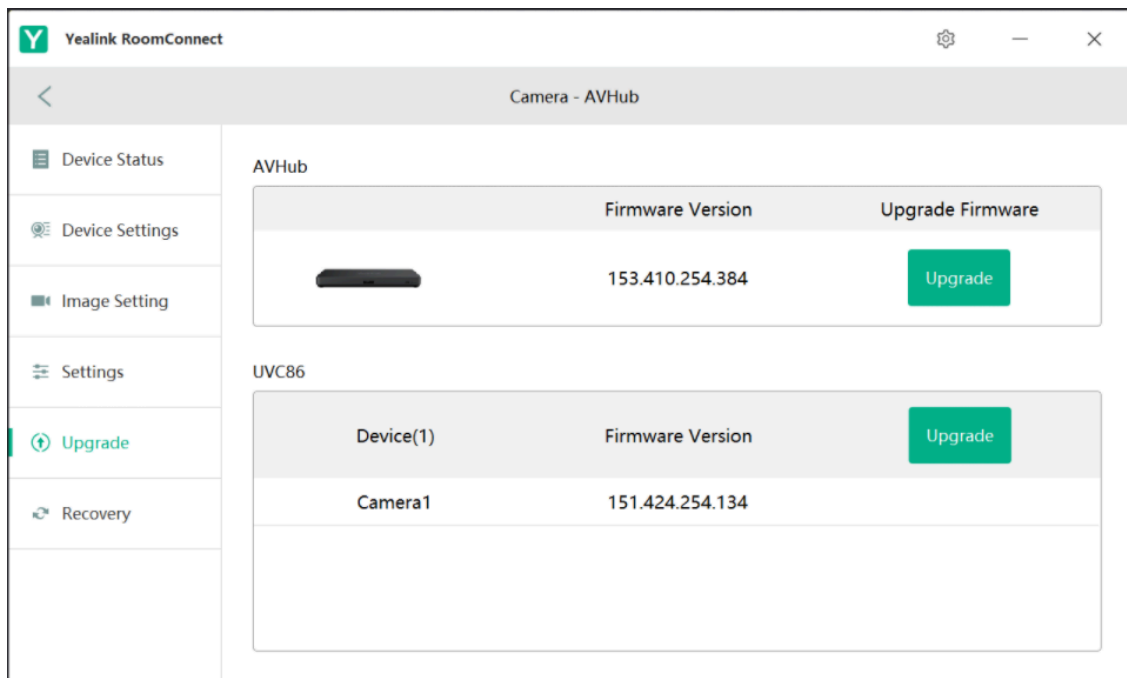 Yealink RoomConnect
Camera - AVHub
Device Status
Device Settings
Image Setting
Settings
Upgrade
Recovery
AVHub
Firmware Version Upgrade Firmware
153.410.254.384 Upgrade
UVC86
Device(1) Firmware Version Upgrade
Camera1 151.424.254.134